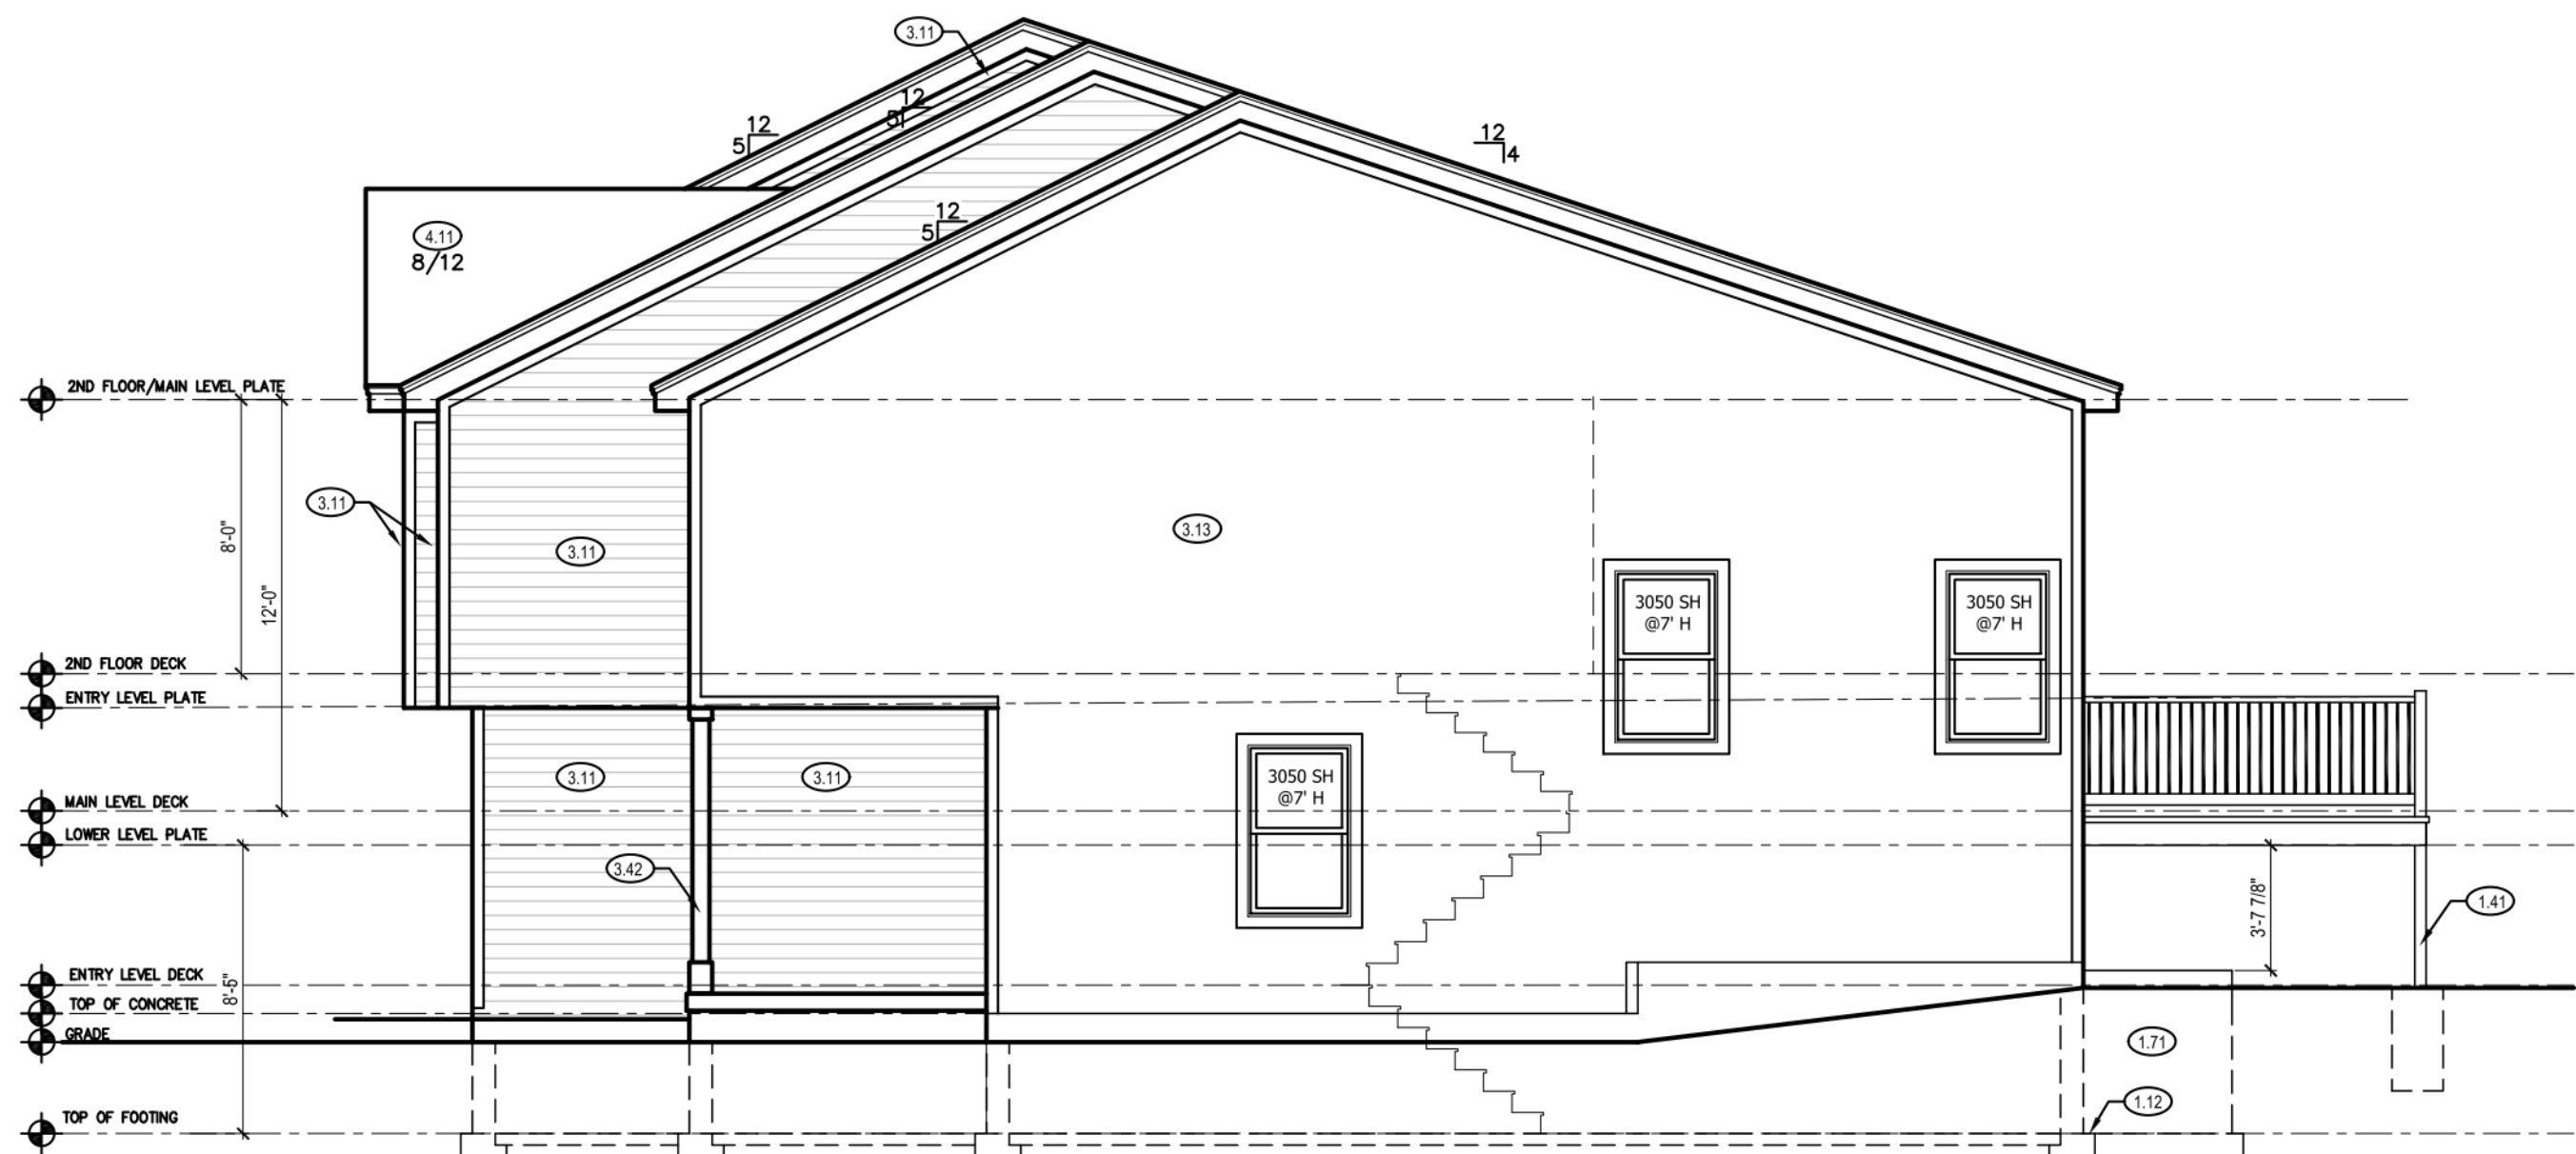 3.11
12
5
12
5
12
4
12
5
4.11
8/12
2ND FLOOR/MAIN LEVEL PLATE
3.11
8'-0"
3.11
3.13
12'-0"
3050 SH
@7' H
3050 SH
@7' H
2ND FLOOR DECK
ENTRY LEVEL PLATE
3.11
3.11
3050 SH
@7' H
MAIN LEVEL DECK
LOWER LEVEL PLATE
3.42
3'-7 7/8"
1.41
ENTRY LEVEL DECK
8'-5"
TOP OF CONCRETE
GRADE
1.71
1.12
TOP OF FOOTING